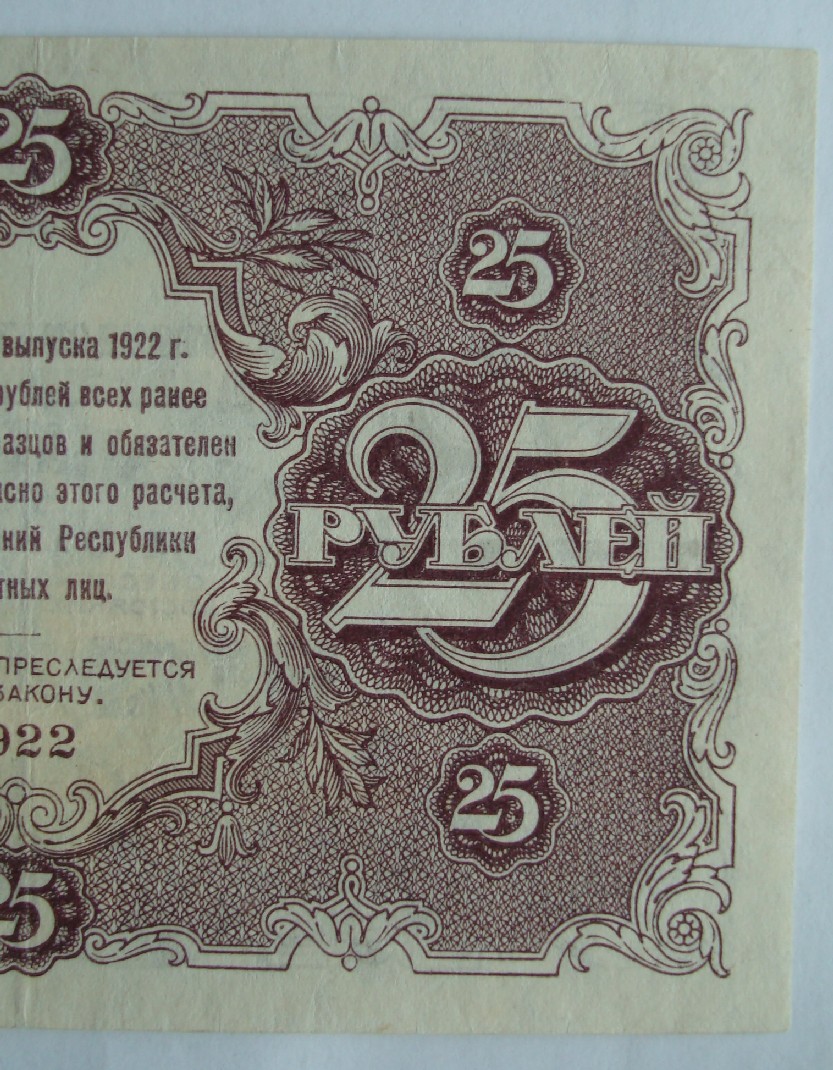 25
25
выпуска 1922 г.
рублей всех ранее
азцов и обязателен
асно этого расчета,
ний Республики
тных лиц.
25
РУБЛЕЙ
ПРЕСЛЕДУЕТСЯ
ЗАКОНУ.
922
25
25